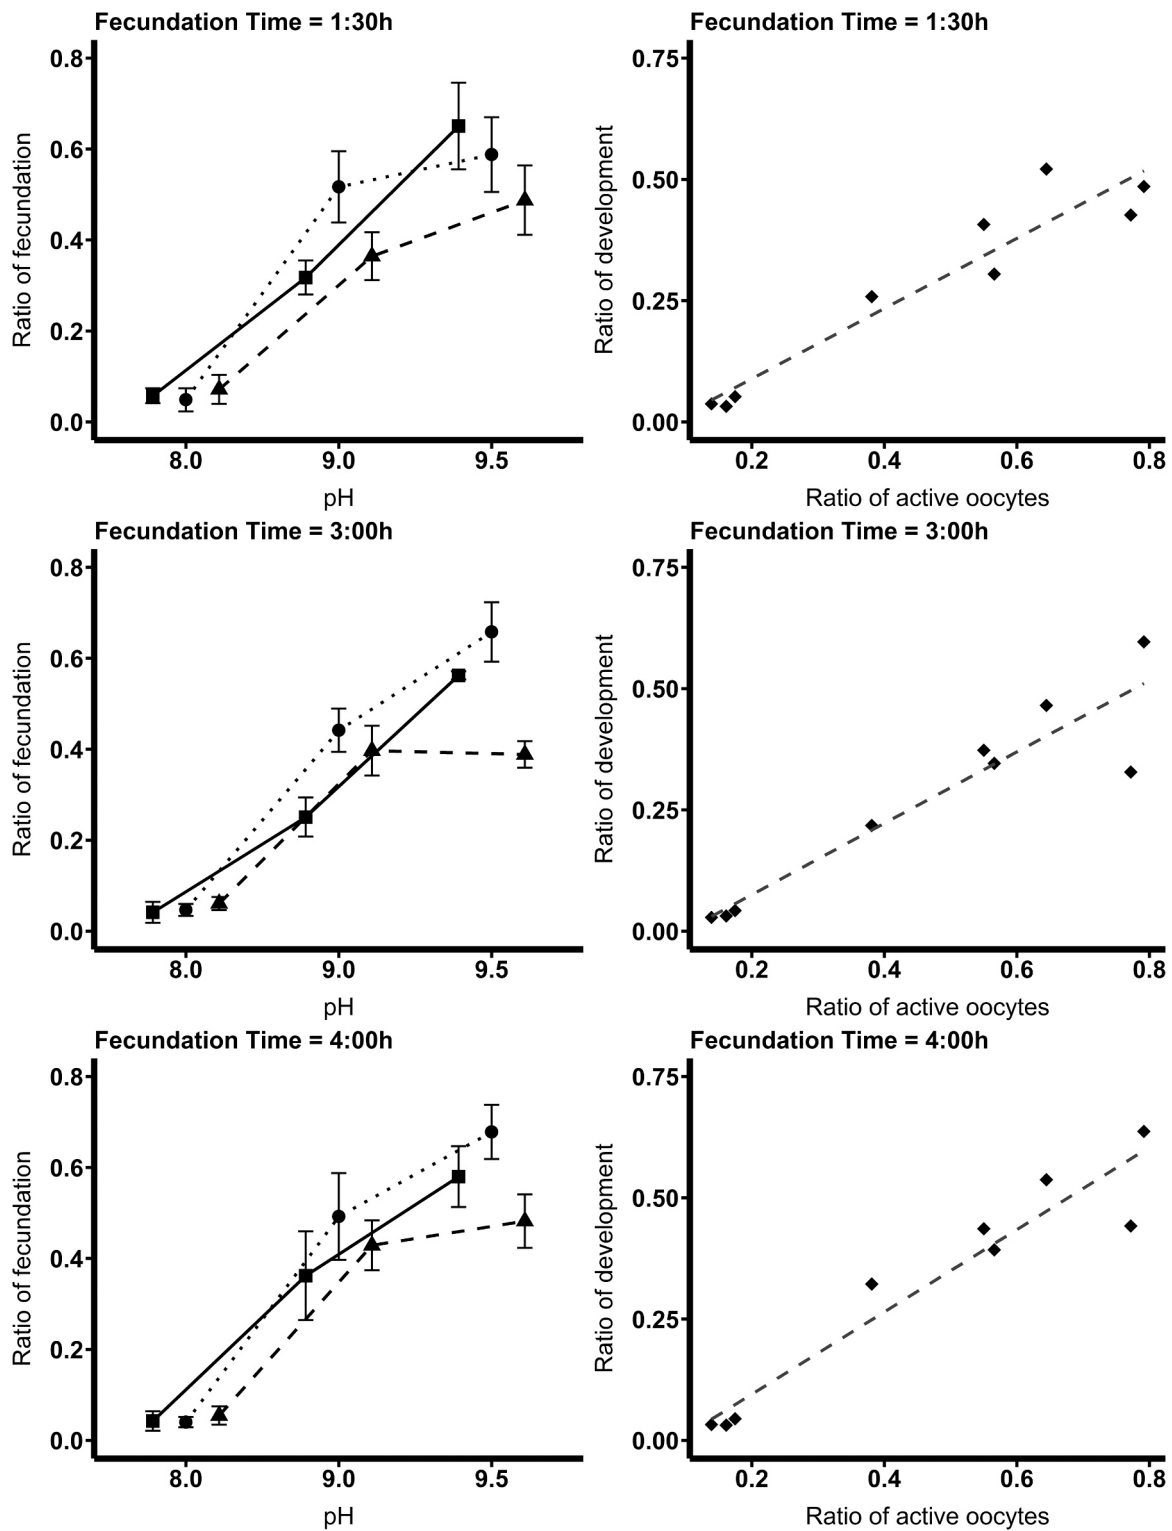 Fecundation Time = 1:30h
Ratio of fecundation
0.8
0.6
0.4
0.2
0.0
8.0 9.0 9.5
pH
Fecundation Time = 1:30h
Ratio of development
0.75
0.50
0.25
0.00
0.2 0.4 0.6 0.8
Ratio of active oocytes
Fecundation Time = 3:00h
Ratio of fecundation
0.8
0.6
0.4
0.2
0.0
8.0 9.0 9.5
pH
Fecundation Time = 3:00h
Ratio of development
0.75
0.50
0.25
0.00
0.2 0.4 0.6 0.8
Ratio of active oocytes
Fecundation Time = 4:00h
Ratio of fecundation
0.8
0.6
0.4
0.2
0.0
8.0 9.0 9.5
pH
Fecundation Time = 4:00h
Ratio of development
0.75
0.50
0.25
0.00
0.2 0.4 0.6 0.8
Ratio of active oocytes